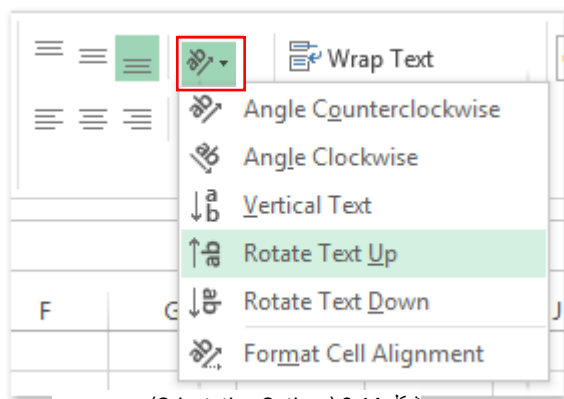 Wrap Text
Angle Counterclockwise
Angle Clockwise
Vertical Text
Rotate Text Up
Rotate Text Down
Format Cell Alignment
F G J